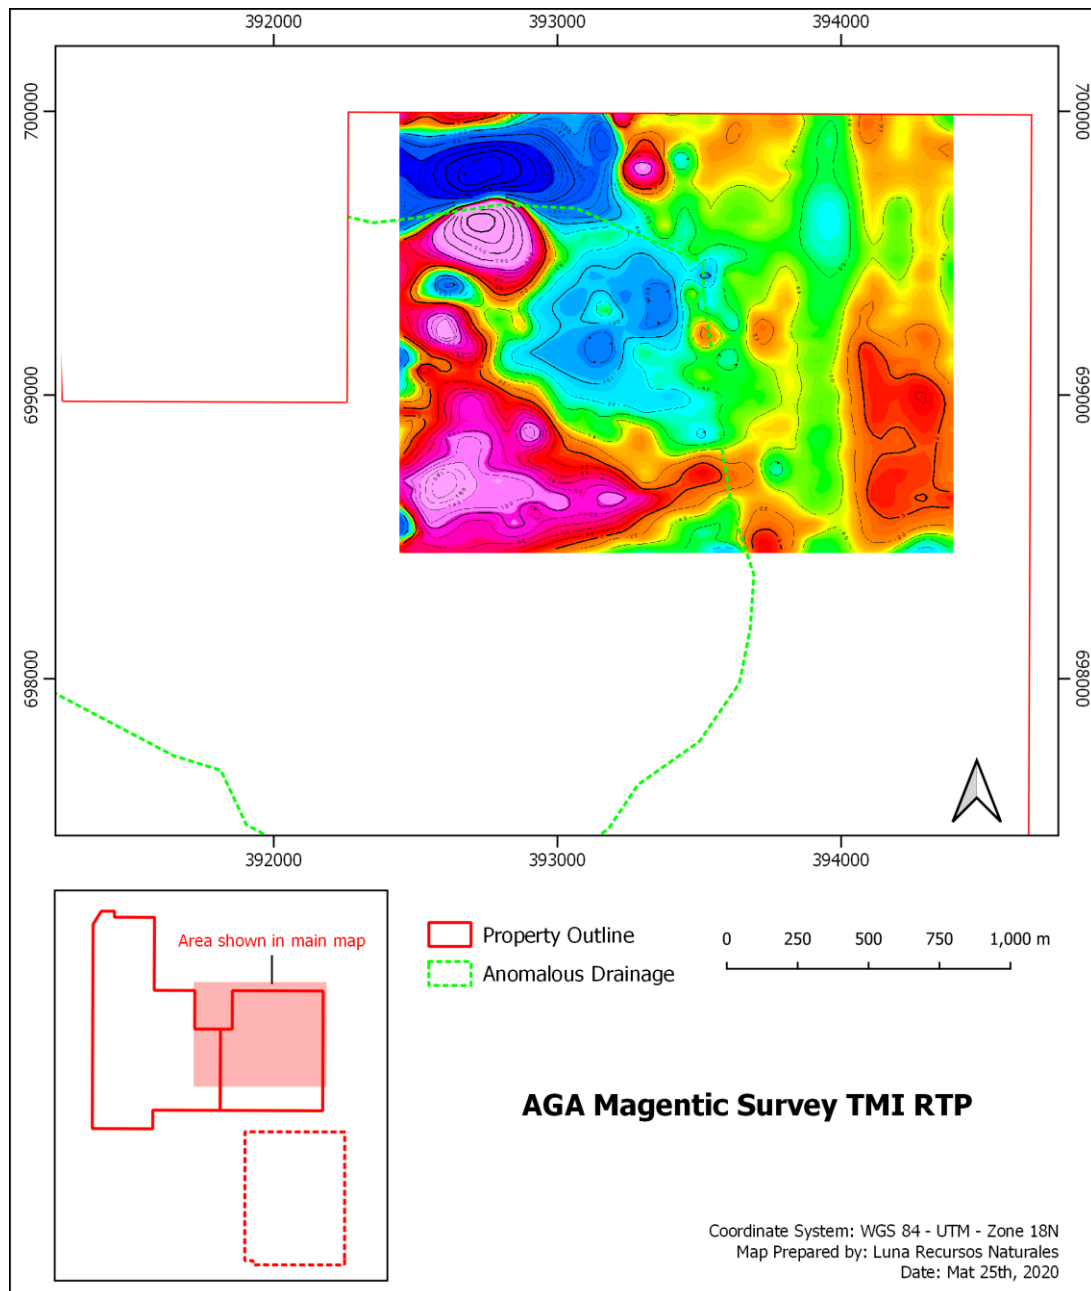 392000 393000 394000
700000 700000
699000 699000
698000 698000
392000 393000 394000
Area shown in main map
Property Outline
Anomalous Drainage
0 250 500 750 1,000 m
AGA Magentic Survey TMI RTP
Coordinate System: WGS 84 - UTM - Zone 18N
Map Prepared by: Luna Recursos Naturales
Date: Mat 25th, 2020